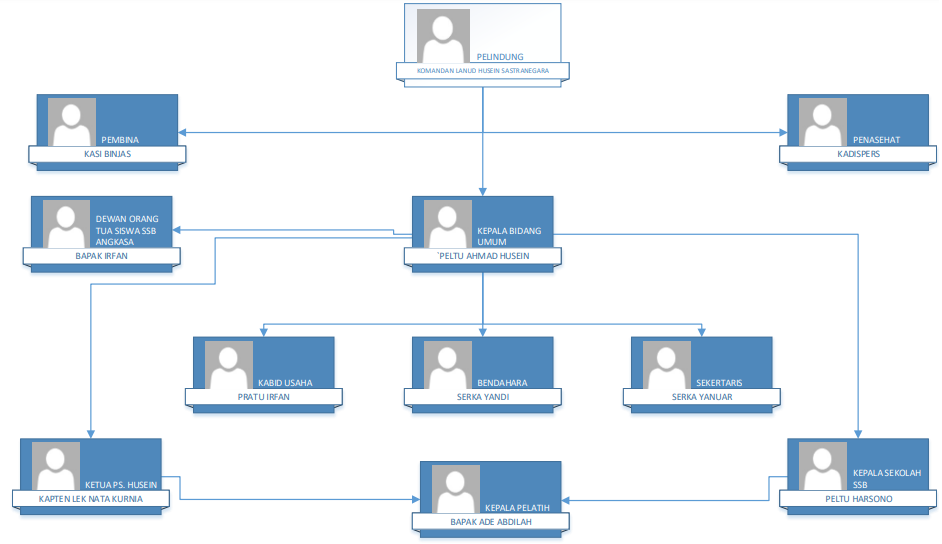 PELINDUNG
KOMANDAN LANUD HUSEIN SASTRANEGARA
PEMBINA
KASI BINJAS
PENASEHAT
KADISPERS
DEWAN ORANG
TUA SISWA SSB
ANGKASA
BAPAK IRFAN
KEPALA BIDANG
UMUM
`PELTU AHMAD HUSEIN
KABID USAHA
PRATU IRFAN
BENDAHARA
SERKA YANDI
SEKERTARIS
SERKA YANUAR
KETUA PS. HUSEIN
KAPTEN LEK NATA KURNIA
KEPALA PELATIH
BAPAK ADE ABDILAH
KEPALA SEKOLAH
SSB
PELTU HARSONO